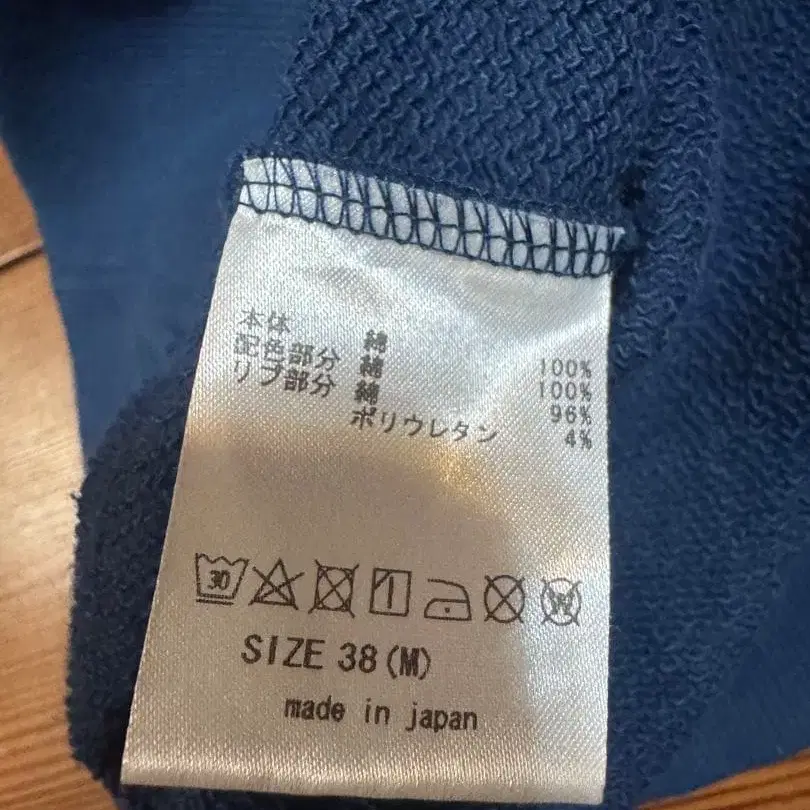 本体 綿 100%
配色部分 綿 100%
リブ部分 綿 96%
ポリウレタン 4%
30 W
SIZE 38(M)
made in japan